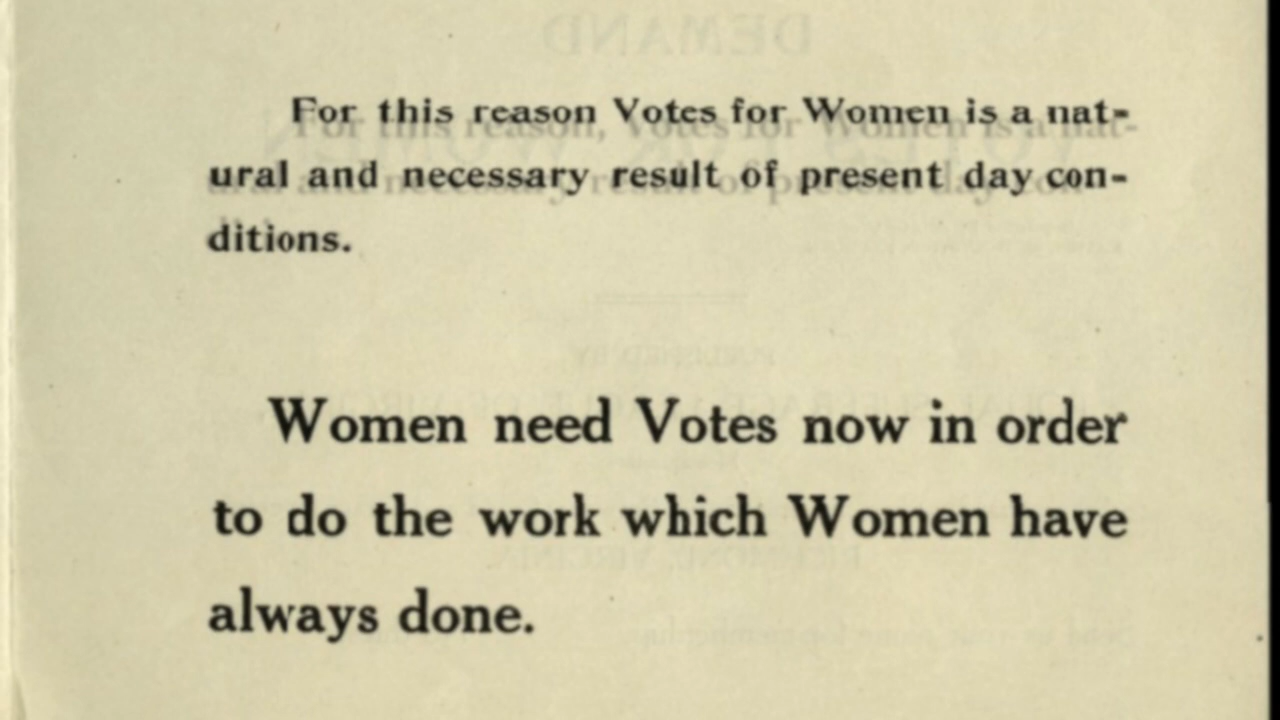 For this reason Votes for Women is a nat-
ural and necessary result of present day con-
ditions.
Women need Votes now in order
to do the work which Women have
always done.